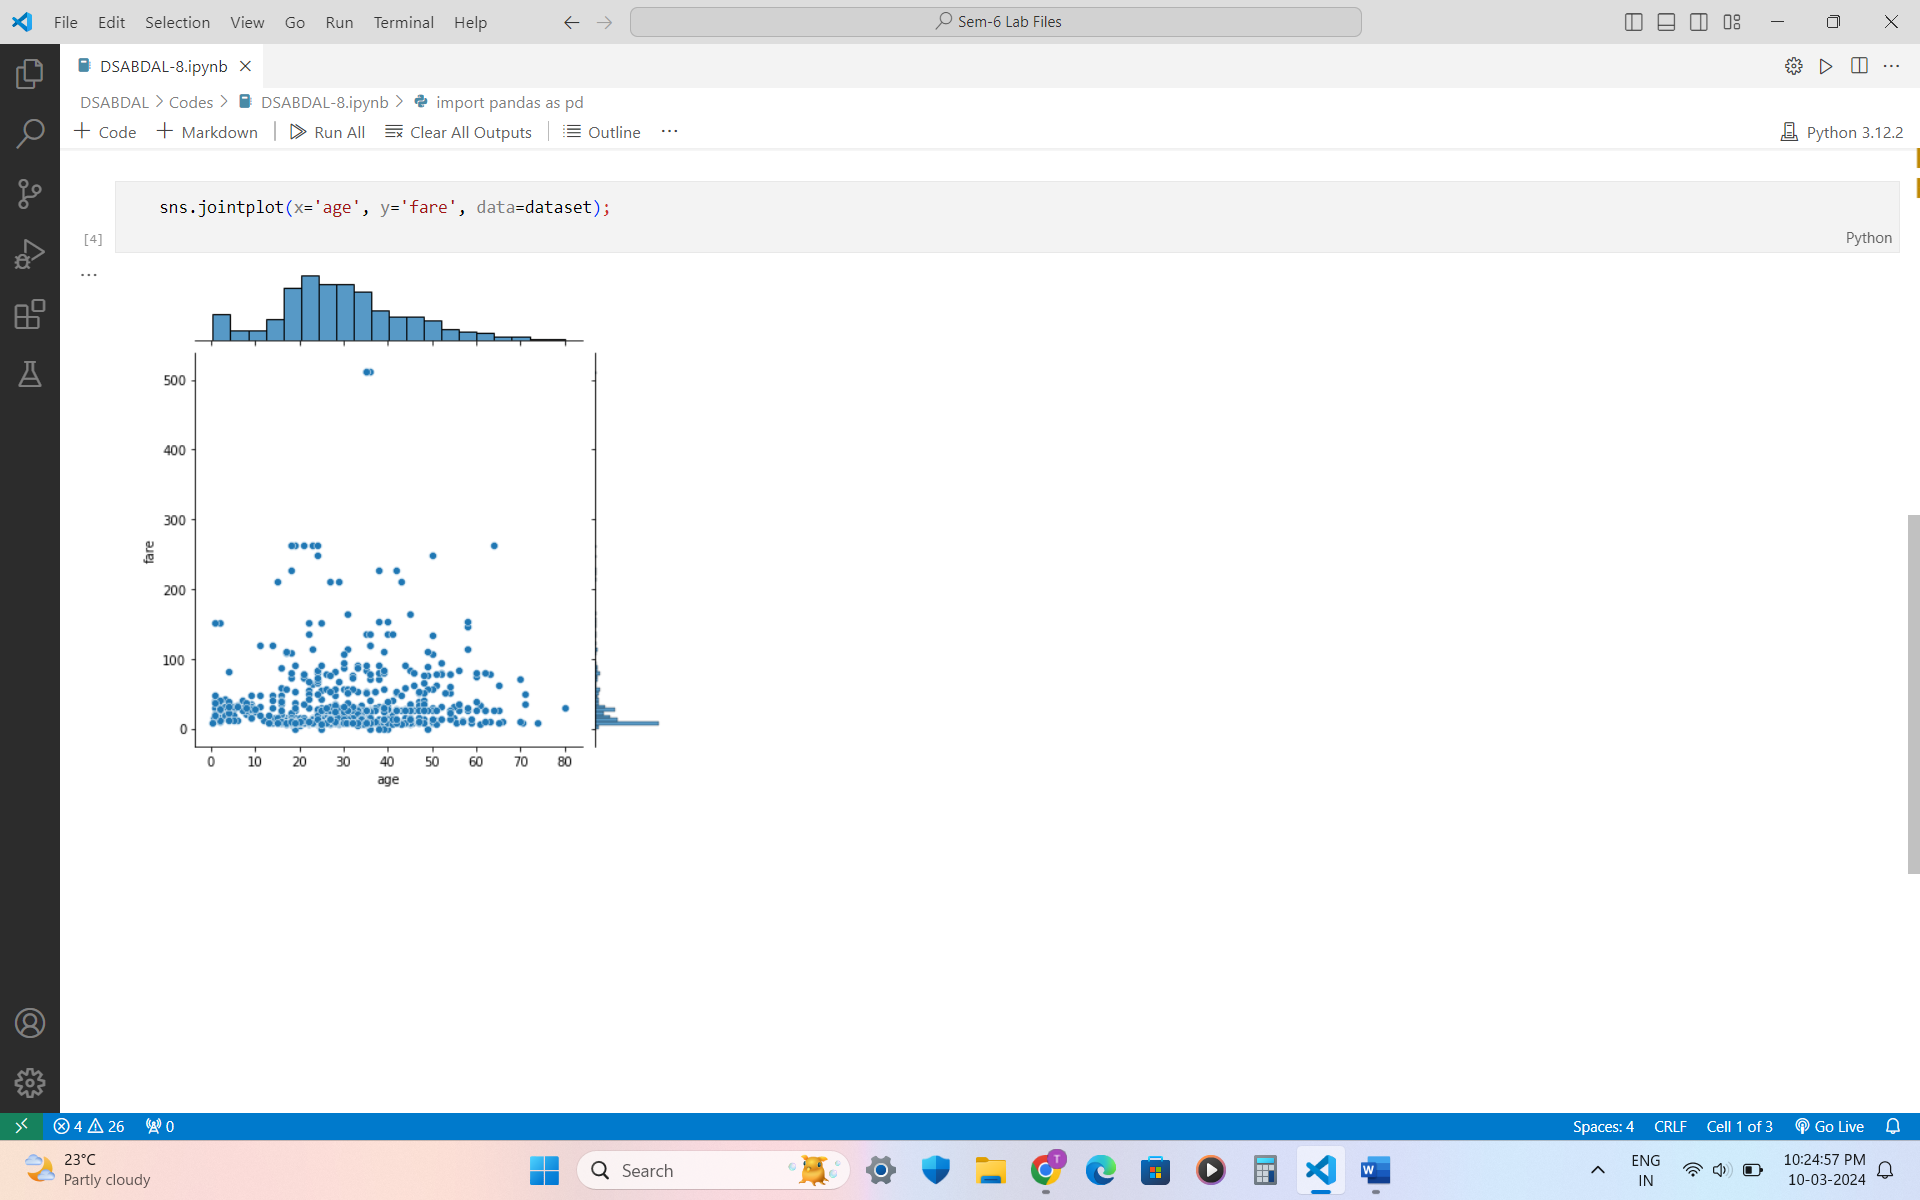 File Edit Selection View Go Run Terminal Help
Sem-6 Lab Files
DSABDAL-8.ipynb
DSABDAL > Codes > DSABDAL-8.ipynb > import pandas as pd
+ Code + Markdown | Run All Clear All Outputs | Outline ...
Python 3.12.2
sns.jointplot(x='age', y='fare', data=dataset);
[4]
Python
...
500
400
300
200
100
0
fare
0 10 20 30 40 50 60 70 80
age
4 26 0
Spaces: 4 CRLF Cell 1 of 3 Go Live
23°C
Partly cloudy
Search
T
W
ENG
IN
10:24:57 PM
10-03-2024